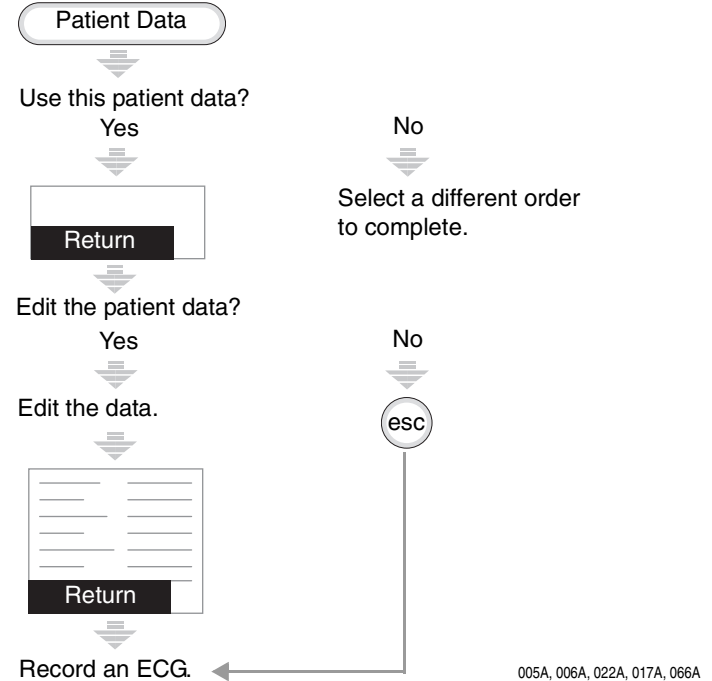 Patient Data
Use this patient data?
Yes
No
Select a different order
to complete.
Return
Edit the patient data?
Yes
No
Edit the data.
esc
Return
Record an ECG.
005A, 006A, 022A, 017A, 066A